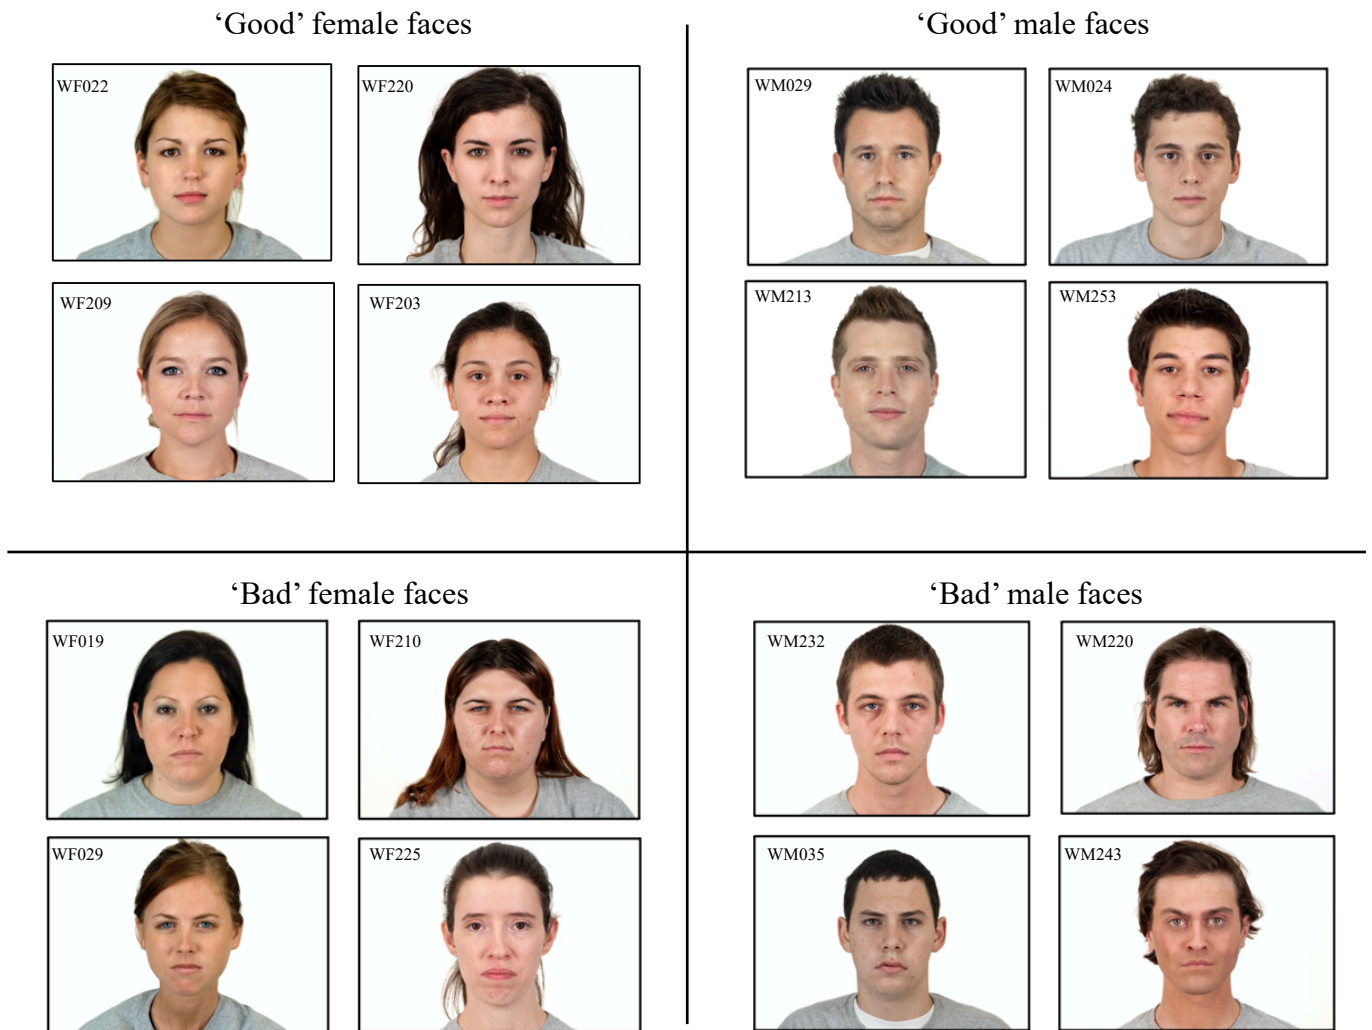 ‘Good’ female faces
WF022
WF220
WF209
WF203
‘Good’ male faces
WM029
WM024
WM213
WM253
‘Bad’ female faces
WF019
WF210
WF029
WF225
‘Bad’ male faces
WM232
WM220
WM035
WM243